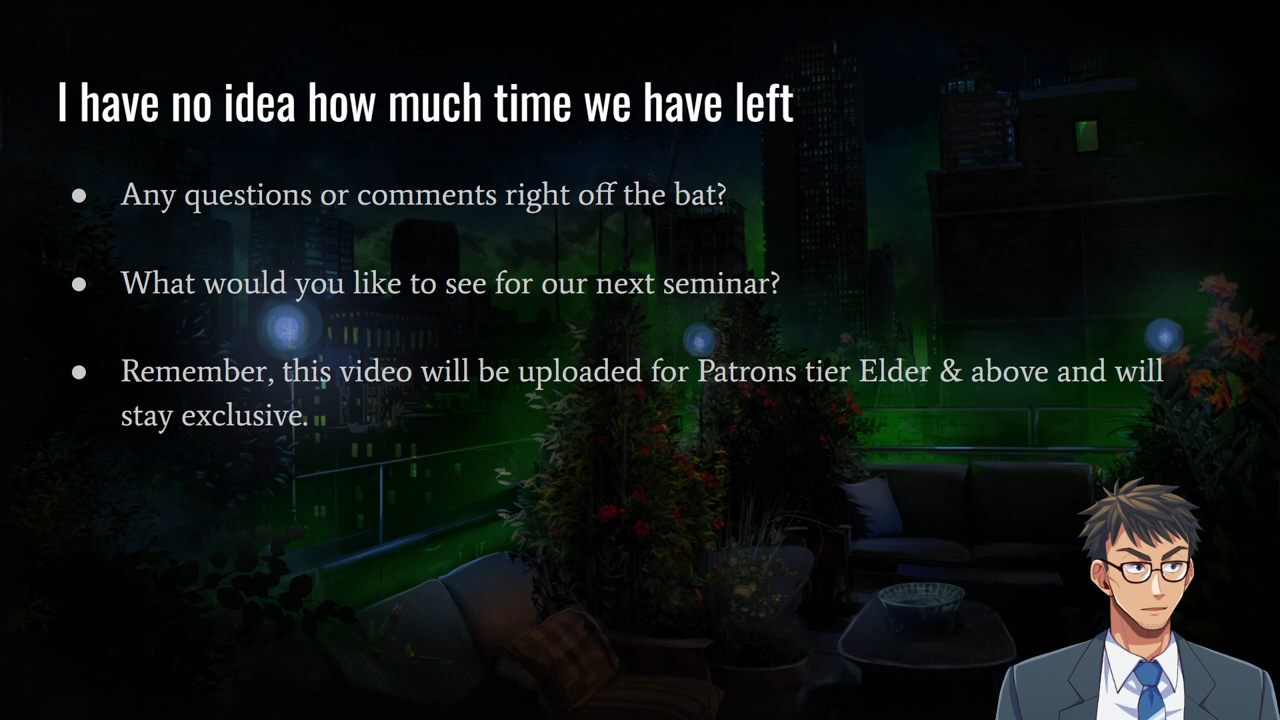 I have no idea how much time we have left
● Any questions or comments right off the bat?
● What would you like to see for our next seminar?
● Remember, this video will be uploaded for Patrons tier Elder & above and will
stay exclusive.